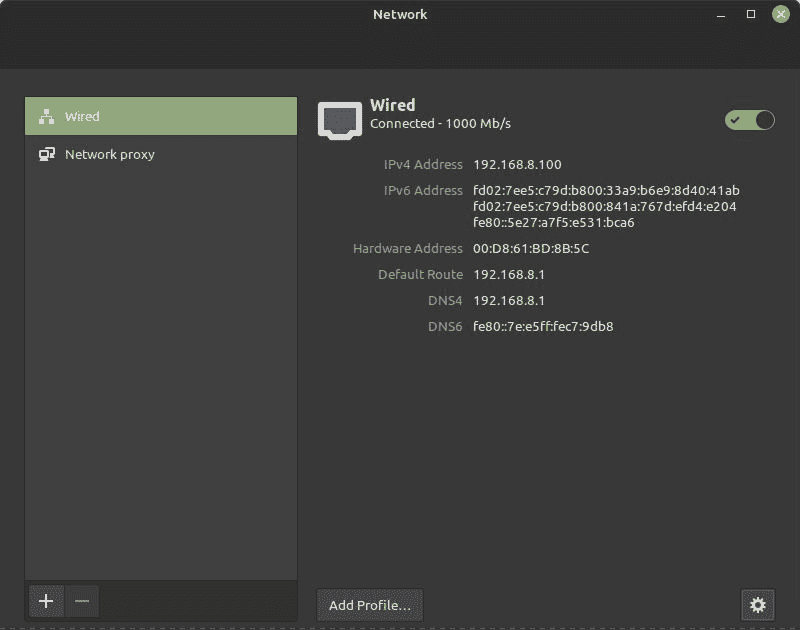 Network
Wired
Network proxy
Wired
Connected - 1000 Mb/s
IPv4 Address 192.168.8.100
IPv6 Address fd02:7ee5:c79d:b800:33a9:b6e9:8d40:41ab
fd02:7ee5:c79d:b800:841a:767d:efd4:e204
fe80::5e27:a7f5:e531:bca6
Hardware Address 00:D8:61:BD:8B:5C
Default Route 192.168.8.1
DNS4 192.168.8.1
DNS6 fe80::7e:e5ff:fec7:9db8
Add Profile...